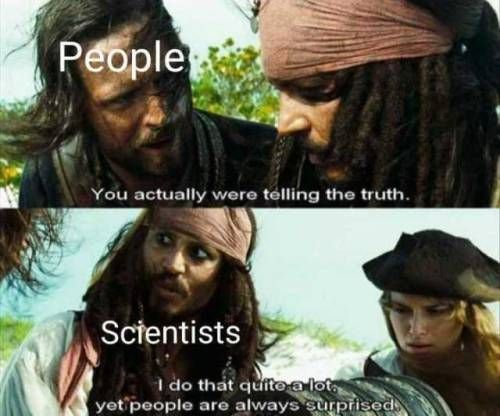 People
You actually were telling the truth.
Scientists
I do that quite a lot,
yet people are always surprised.